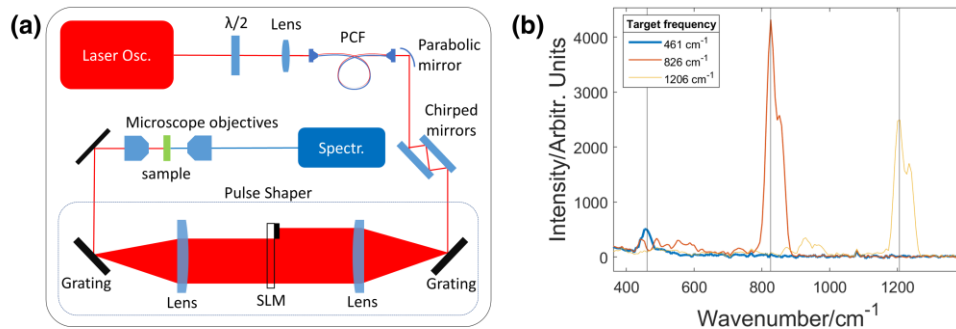 (a)
Laser Osc.
λ/2
Lens
PCF
Parabolic
mirror
Microscope objectives
sample
Spectr.
Chirped
mirrors
Pulse Shaper
Grating
Lens
SLM
Lens
Grating
(b)
Target frequency
461 cm⁻¹
826 cm⁻¹
1206 cm⁻¹
Intensity/Arbitr. Units
4000
3000
2000
1000
0
400 600 800 1000 1200
Wavenumber/cm⁻¹